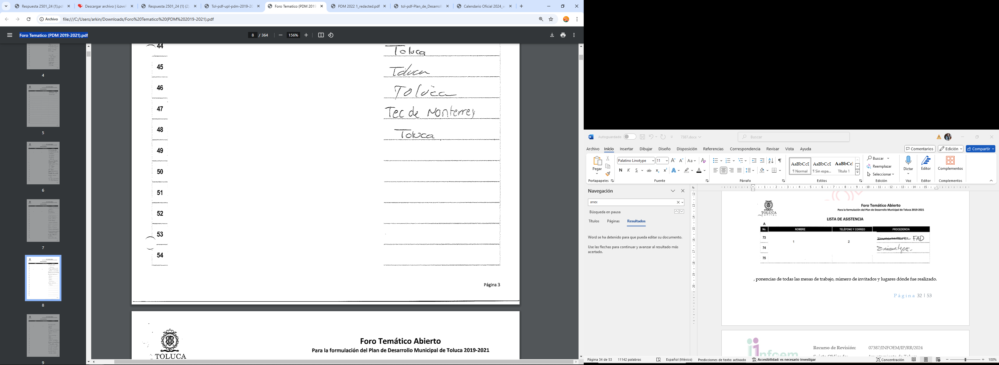 Respuesta 2501_24 (1).pd
Descargar archivo | iLoveP
Respuesta 2501_24 (1) (2)
Tol-pdf-upl-pdm-2019-20
Foro Tematico (PDM 2019
PDM 2022 1_redacted.pdf
tol-pdf-Plan_de_Desarroll
Calendario Oficial 2024_w
Archivo file:///C:/Users/arkin/Downloads/Foro%20Tematico%20(PDM%202019-2021).pdf
Foro Tematico (PDM 2019-2021).pdf
8 / 364
156%
4
5
6
7
8
9
44 Toluca
45 Toluca
46 Toluca
47 Tec de Monterrey
48 Toluca
49
50
51
52
53
54
Página 3
TOLUCA
Foro Temático Abierto
Para la formulación del Plan de Desarrollo Municipal de Toluca 2019-2021
Autoguardado
7387.docx
Buscar
Archivo Inicio Insertar Dibujar Diseño Disposición Referencias Correspondencia Revisar Vista Ayuda
Comentarios Edición Compartir
Pegar
Portapapeles
Palatino Linotype 11
Fuente
Párrafo
AaBbCcI AaBbCcI AaBbCc
¶ Normal ¶ Sin espa... Título 1
Estilos
Buscar
Reemplazar
Seleccionar
Edición
Dictar
Voz
Editor
Editor
Complementos
Complementos
Navegación
anex
Búsqueda en pausa
Títulos Páginas Resultados
Word se ha detenido para que pueda editar su documento.
Use las flechas para continuar y avanzar al resultado más
acertado.
TOLUCA
CAPITAL
Foro Temático Abierto
Para la formulación del Plan de Desarrollo Municipal de Toluca 2019-2021
LISTA DE ASISTENCIA
A
No. NOMBRE TELÉFONO Y CORREO PROCEDENCIA
73 FAD
1 2
74 Zinacantepec.
75
, ponencias de todas las mesas de trabajo, número de invitados y lugares dónde fue realizado.
Página 32 | 53
infoem
Recurso de Revisión: 07387/INFOEM/IP/RR/2024
Sujeto Obligado: Ayuntamiento de Toluca
Página 34 de 53 11142 palabras Español (México) Predicciones de texto: activado Accesibilidad: es necesario investigar Concentración 100%